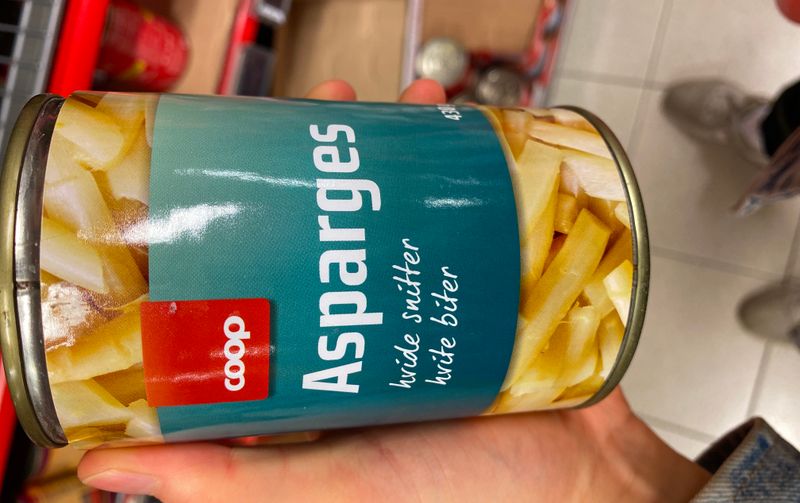 Asparges
hvide snitter
hvite biter
coop